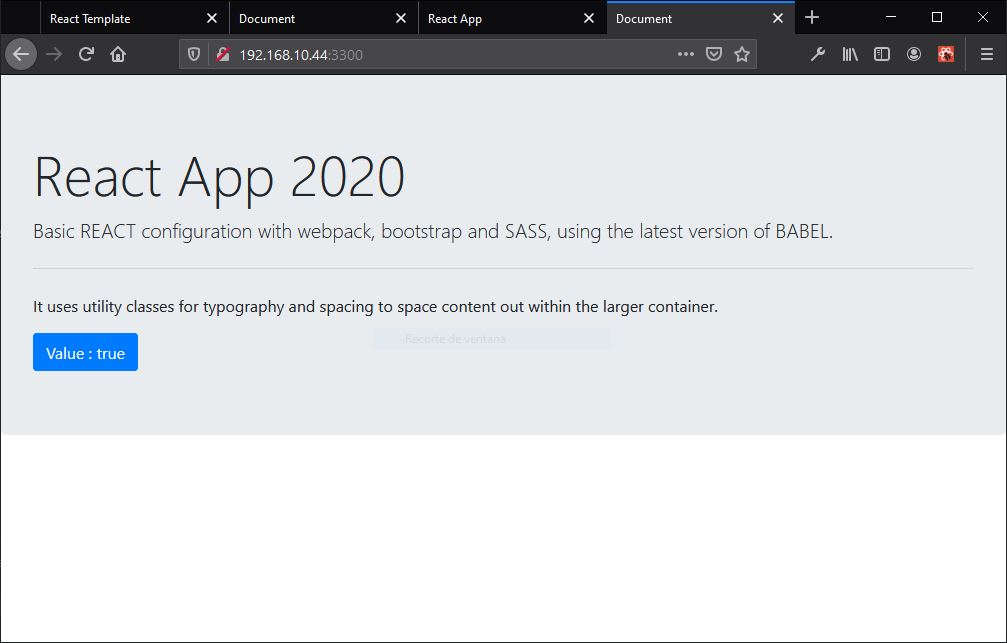 React Template
Document
React App
Document
192.168.10.44:3300
React App 2020
Basic REACT configuration with webpack, bootstrap and SASS, using the latest version of BABEL.
It uses utility classes for typography and spacing to space content out within the larger container.
Recorte de ventana
Value : true